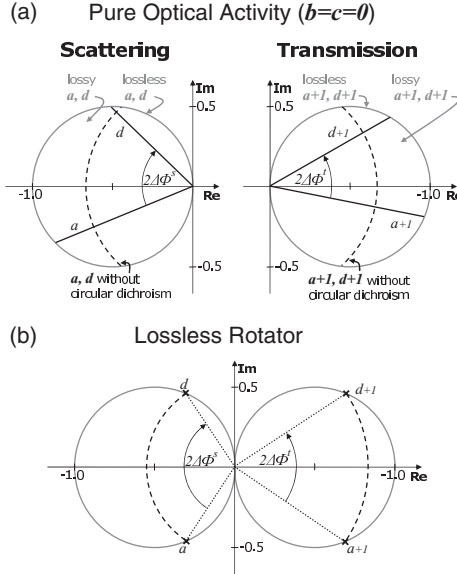 (a) Pure Optical Activity (b=c=0)
Scattering
Transmission
lossy
a, d
lossless
a, d
Im
0.5
d
2ΔΦˢ
-1.0
Re
a
-0.5
a, d without
circular dichroism
lossless
a+1, d+1
lossy
a+1, d+1
Im
0.5
d+1
2ΔΦᵗ
-1.0
Re
a+1
-0.5
a+1, d+1 without
circular dichroism
(b) Lossless Rotator
Im
d
0.5
d+1
2ΔΦˢ
2ΔΦᵗ
-1.0
-1.0
Re
a
a+1
-0.5